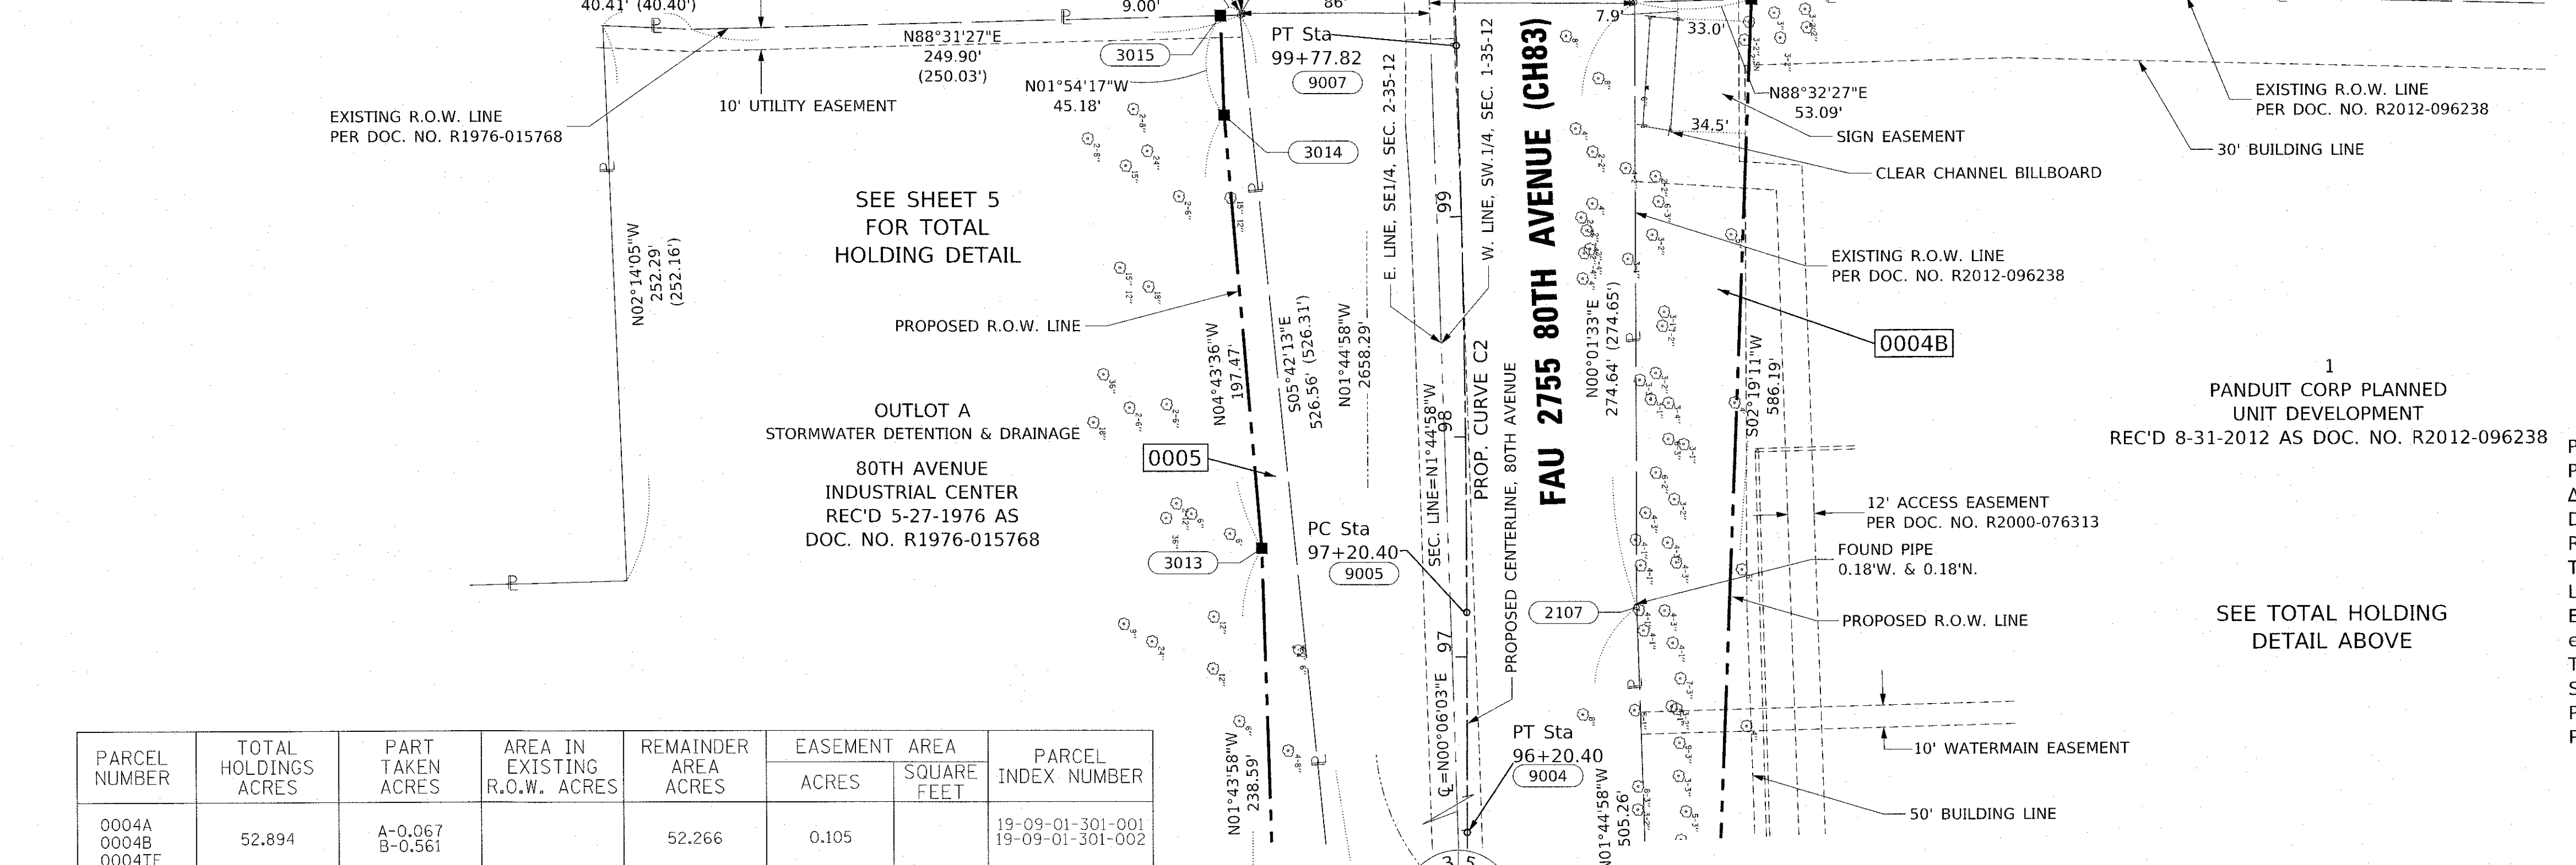 40.41' (40.40')
9.00'
86'
7.9'
33.0'
N88°31'27"E
249.90'
(250.03')
3015
PT Sta
99+77.82
9007
N01°54'17"W
45.18'
10' UTILITY EASEMENT
EXISTING R.O.W. LINE
PER DOC. NO. R1976-015768
3014
N88°32'27"E
53.09'
34.5'
SIGN EASEMENT
CLEAR CHANNEL BILLBOARD
EXISTING R.O.W. LINE
PER DOC. NO. R2012-096238
30' BUILDING LINE
SEE SHEET 5
FOR TOTAL
HOLDING DETAIL
N02°14'05"W
252.29'
(252.16')
PROPOSED R.O.W. LINE
N04°43'36"W
197.47'
S05°42'13"E
526.56' (526.31')
N01°44'58"W
2658.29'
E. LINE, SE1/4, SEC. 2-35-12
W. LINE, SW.1/4, SEC. 1-35-12
99
98
97
SEC. LINE=N1°44'58"W
PROP. CURVE C2
PROPOSED CENTERLINE, 80TH AVENUE
FAU 2755 80TH AVENUE (CH83)
N00°01'33"E
274.64' (274.65')
EXISTING R.O.W. LINE
PER DOC. NO. R2012-096238
0004B
S02°19'11"W
586.19'
1
PANDUIT CORP PLANNED
UNIT DEVELOPMENT
REC'D 8-31-2012 AS DOC. NO. R2012-096238
OUTLOT A
STORMWATER DETENTION & DRAINAGE
80TH AVENUE
INDUSTRIAL CENTER
REC'D 5-27-1976 AS
DOC. NO. R1976-015768
0005
3013
PC Sta
97+20.40
9005
2107
12' ACCESS EASEMENT
PER DOC. NO. R2000-076313
FOUND PIPE
0.18'W. & 0.18'N.
PROPOSED R.O.W. LINE
SEE TOTAL HOLDING
DETAIL ABOVE
℄=N00°06'03"E
PT Sta
96+20.40
9004
N01°43'58"W
238.59'
N01°44'58"W
505.26'
10' WATERMAIN EASEMENT
50' BUILDING LINE
PARCEL NUMBER
TOTAL HOLDINGS ACRES
PART TAKEN ACRES
AREA IN EXISTING R.O.W. ACRES
REMAINDER AREA ACRES
EASEMENT AREA
ACRES
SQUARE FEET
PARCEL INDEX NUMBER
0004A
0004B
0004TE
52.894
A-0.067
B-0.561
52.266
0.105
19-09-01-301-001
19-09-01-301-002
3 5